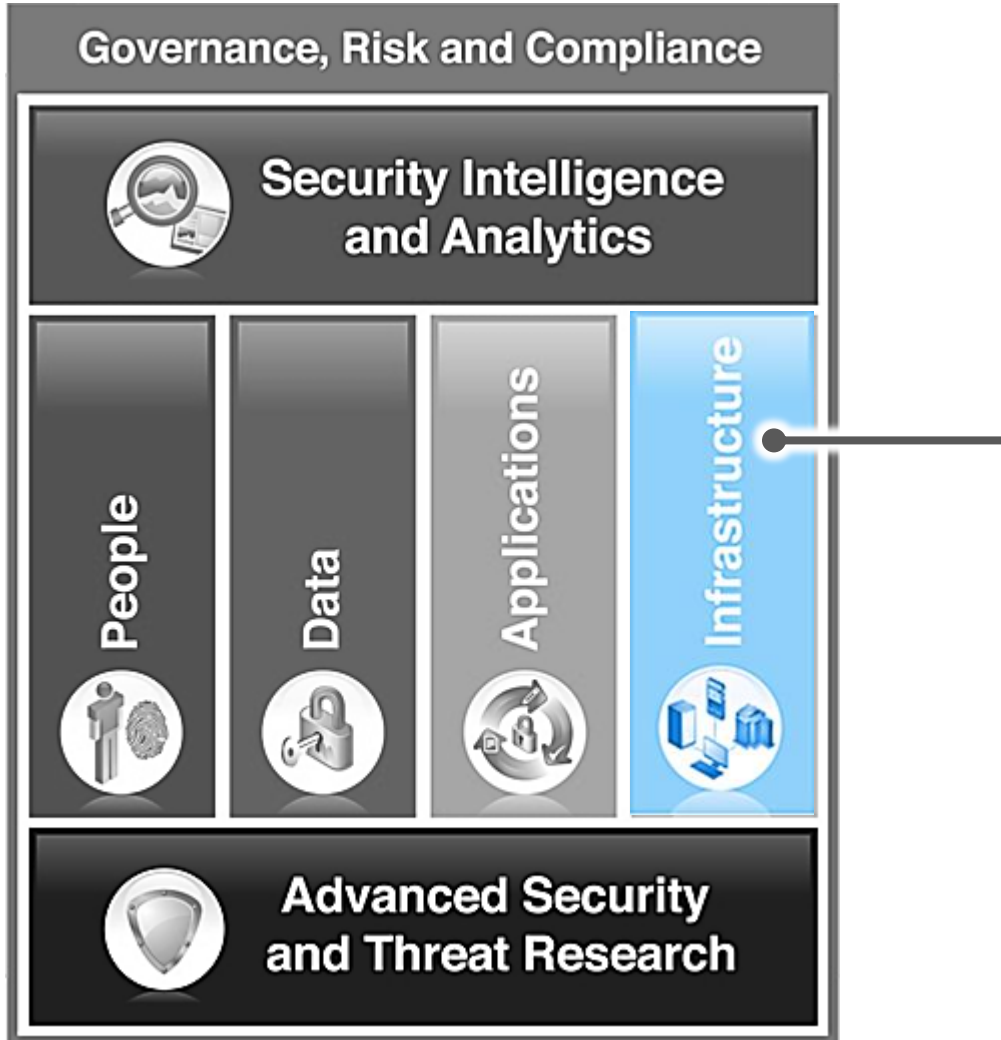 Governance, Risk and Compliance
Security Intelligence
and Analytics
People
Data
Applications
Infrastructure
Advanced Security
and Threat Research